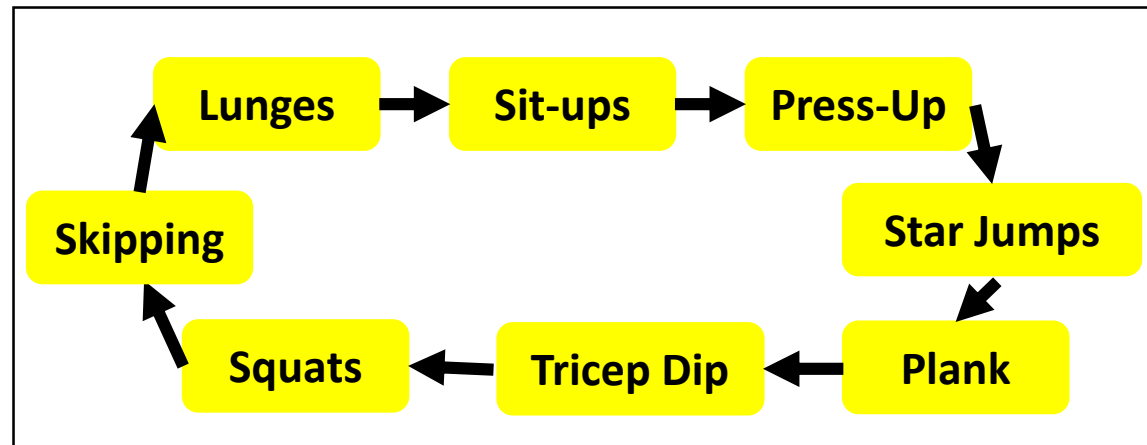 Lunges
Sit-ups
Press-Up
Star Jumps
Plank
Tricep Dip
Squats
Skipping